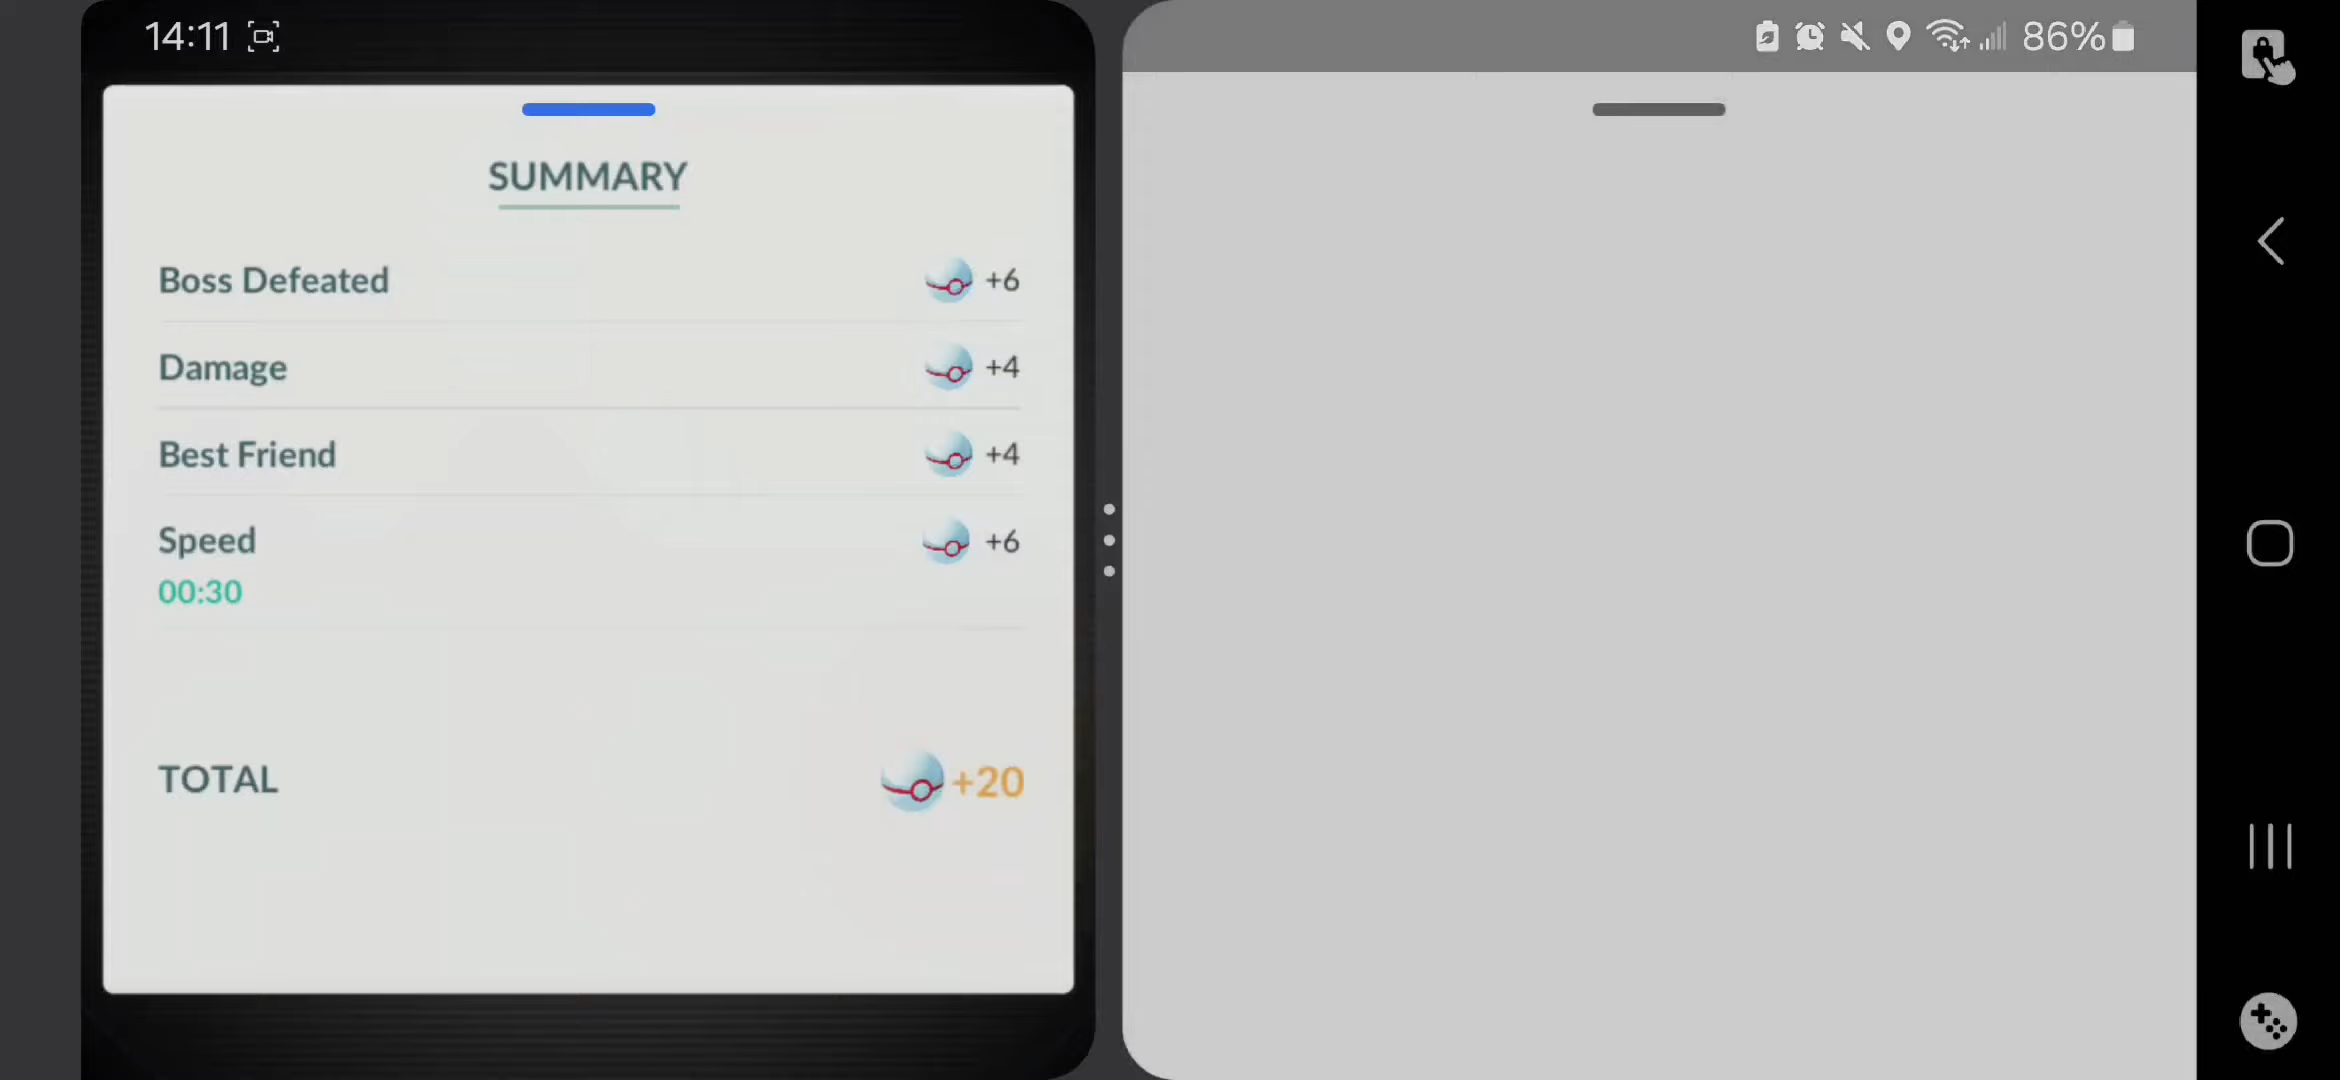 14:11
86%
SUMMARY
Boss Defeated +6
Damage +4
Best Friend +4
Speed +6
00:30
TOTAL +20